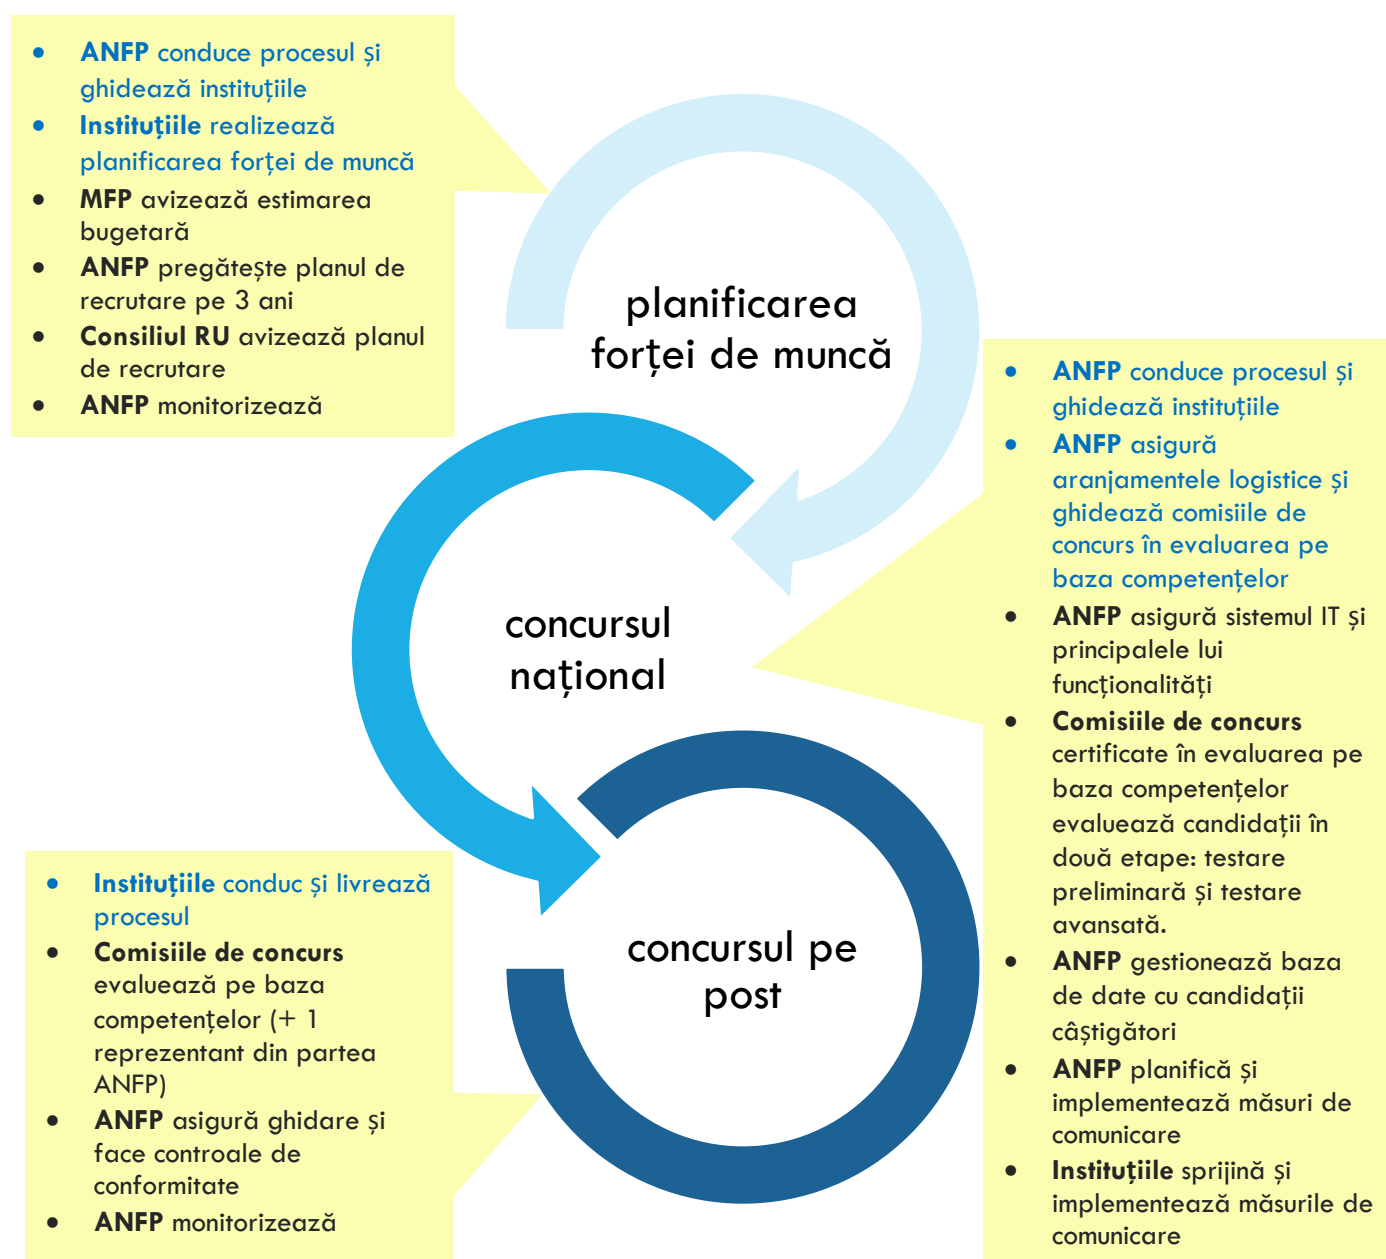 • ANFP conduce procesul și
ghidează instituțiile
• Instituțiile realizează
planificarea forței de muncă
• MFP avizează estimarea
bugetară
• ANFP pregătește planul de
recrutare pe 3 ani
• Consiliul RU avizează planul
de recrutare
• ANFP monitorizează
planificarea
forței de muncă
• ANFP conduce procesul și
ghidează instituțiile
• ANFP asigură
aranjamentele logistice și
ghidează comisiile de
concurs în evaluarea pe
baza competențelor
• ANFP asigură sistemul IT și
principalele lui
funcționalități
• Comisiile de concurs
certificate în evaluarea pe
baza competențelor
evaluează candidații în
două etape: testare
preliminară și testare
avansată.
• ANFP gestionează baza
de date cu candidații
câștigători
• ANFP planifică și
implementează măsuri de
comunicare
• Instituțiile sprijină și
implementează măsurile de
comunicare
concursul
național
• Instituțiile conduc și livrează
procesul
• Comisiile de concurs
evaluează pe baza
competențelor (+ 1
reprezentant din partea
ANFP)
• ANFP asigură ghidare și
face controale de
conformitate
• ANFP monitorizează
concursul pe
post